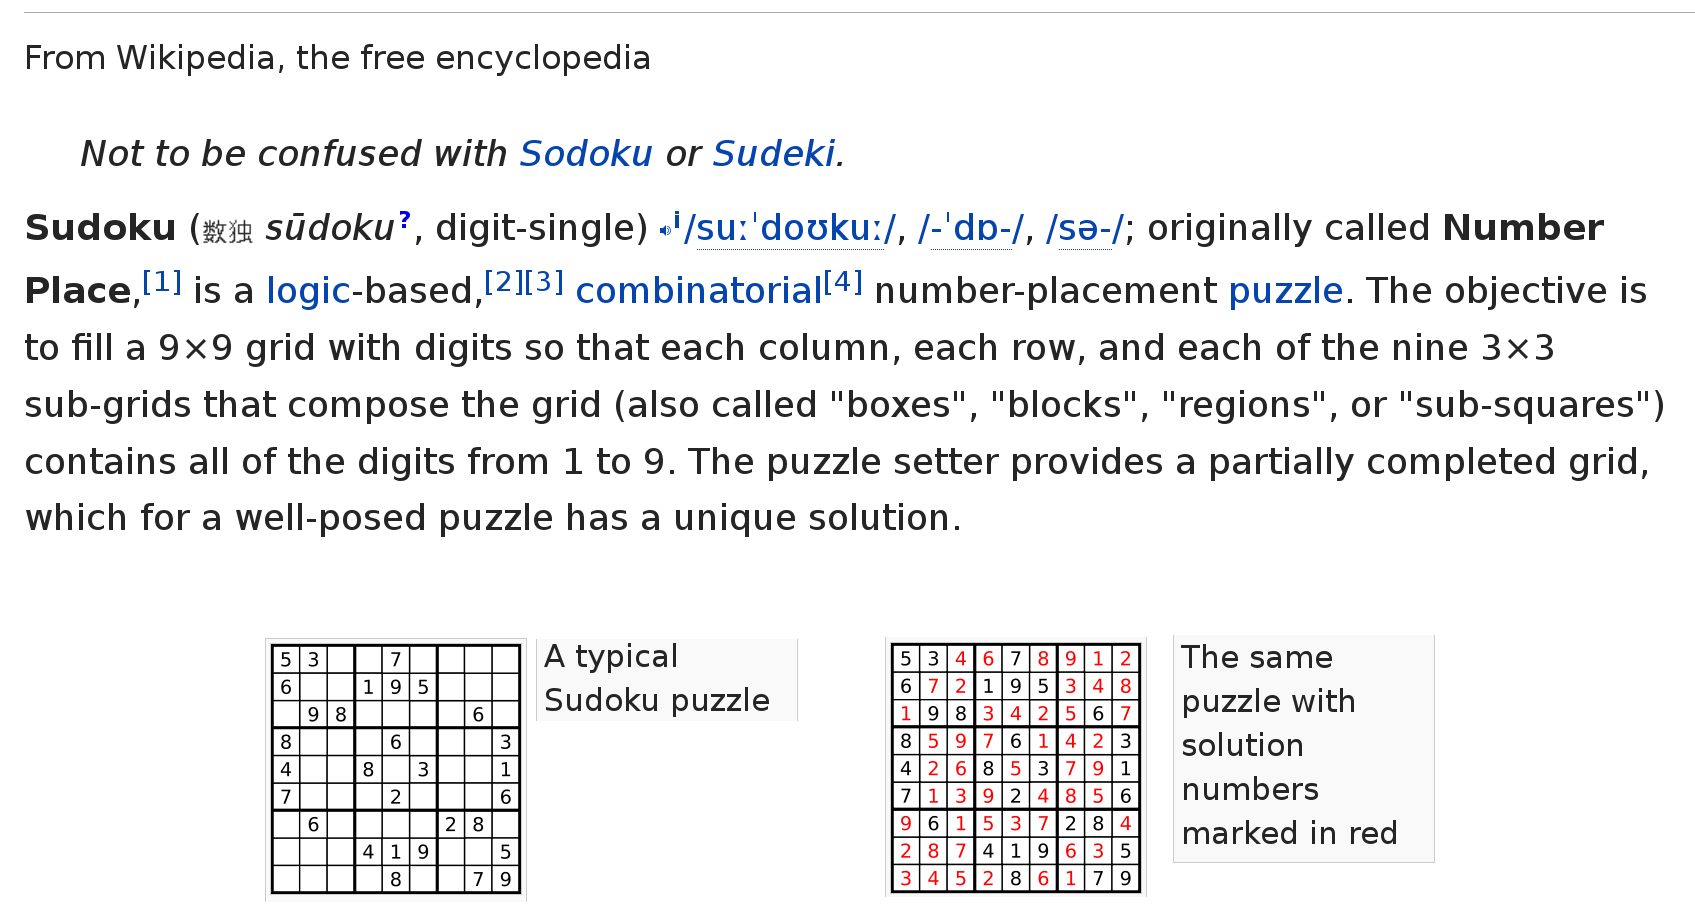 From Wikipedia, the free encyclopedia
Not to be confused with Sodoku or Sudeki.
Sudoku (数独 sūdoku?, digit-single) i/suːˈdoʊkuː/, /-ˈdɒ-/, /sə-/; originally called Number
Place,[1] is a logic-based,[2][3] combinatorial[4] number-placement puzzle. The objective is
to fill a 9×9 grid with digits so that each column, each row, and each of the nine 3×3
sub-grids that compose the grid (also called "boxes", "blocks", "regions", or "sub-squares")
contains all of the digits from 1 to 9. The puzzle setter provides a partially completed grid,
which for a well-posed puzzle has a unique solution.
5 3 7
6 1 9 5
9 8 6
8 6 3
4 8 3 1
7 2 6
6 2 8
4 1 9 5
8 7 9
A typical
Sudoku puzzle
5 3 4 6 7 8 9 1 2
6 7 2 1 9 5 3 4 8
1 9 8 3 4 2 5 6 7
8 5 9 7 6 1 4 2 3
4 2 6 8 5 3 7 9 1
7 1 3 9 2 4 8 5 6
9 6 1 5 3 7 2 8 4
2 8 7 4 1 9 6 3 5
3 4 5 2 8 6 1 7 9
The same
puzzle with
solution
numbers
marked in red